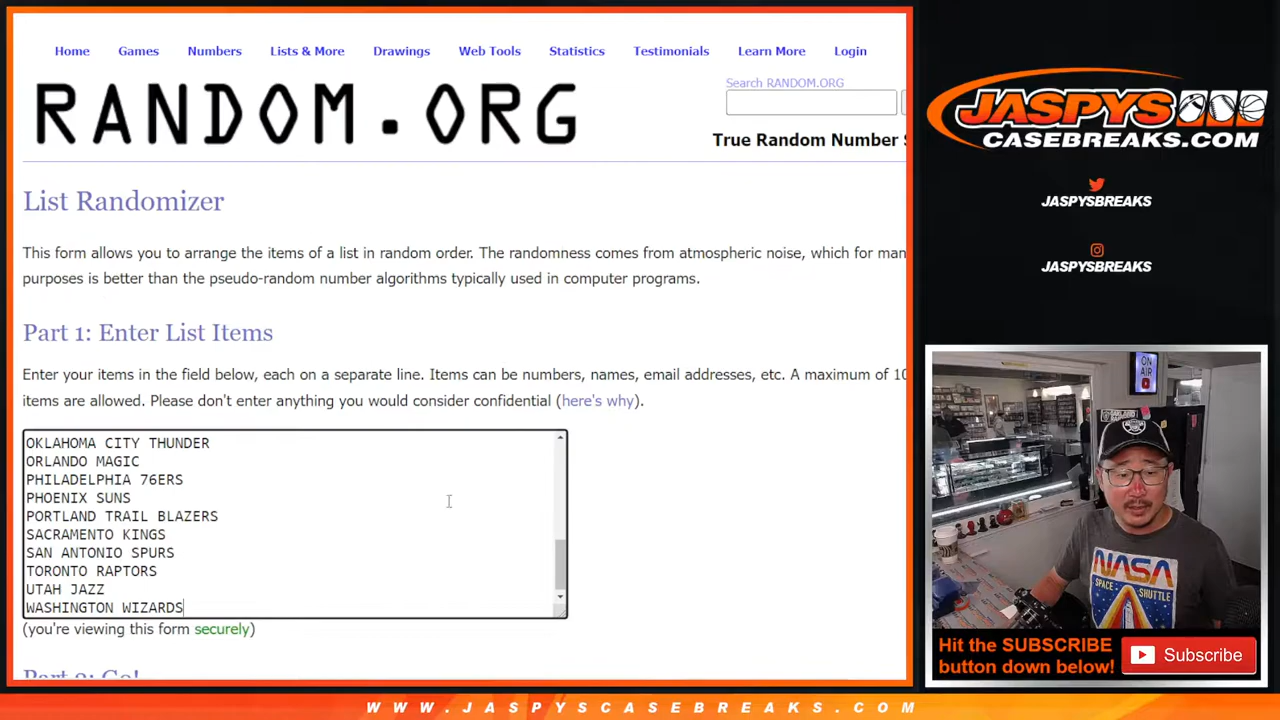 Home Games Numbers Lists & More Drawings Web Tools Statistics Testimonials Learn More Login
RANDOM.ORG
Search RANDOM.ORG
True Random Number S
List Randomizer
This form allows you to arrange the items of a list in random order. The randomness comes from atmospheric noise, which for man
purposes is better than the pseudo-random number algorithms typically used in computer programs.
Part 1: Enter List Items
Enter your items in the field below, each on a separate line. Items can be numbers, names, email addresses, etc. A maximum of 10
items are allowed. Please don't enter anything you would consider confidential (here's why).
OKLAHOMA CITY THUNDER
ORLANDO MAGIC
PHILADELPHIA 76ERS
PHOENIX SUNS
PORTLAND TRAIL BLAZERS
SACRAMENTO KINGS
SAN ANTONIO SPURS
TORONTO RAPTORS
UTAH JAZZ
WASHINGTON WIZARDS
(you're viewing this form securely)
Part 2: Go!
JASPYS
CASEBREAKS.COM
JASPYSBREAKS
JASPYSBREAKS
ON
AIR
NASA
SPACE SHUTTLE
Hit the SUBSCRIBE
button down below!
Subscribe
WWW.JASPYSCASEBREAKS.COM